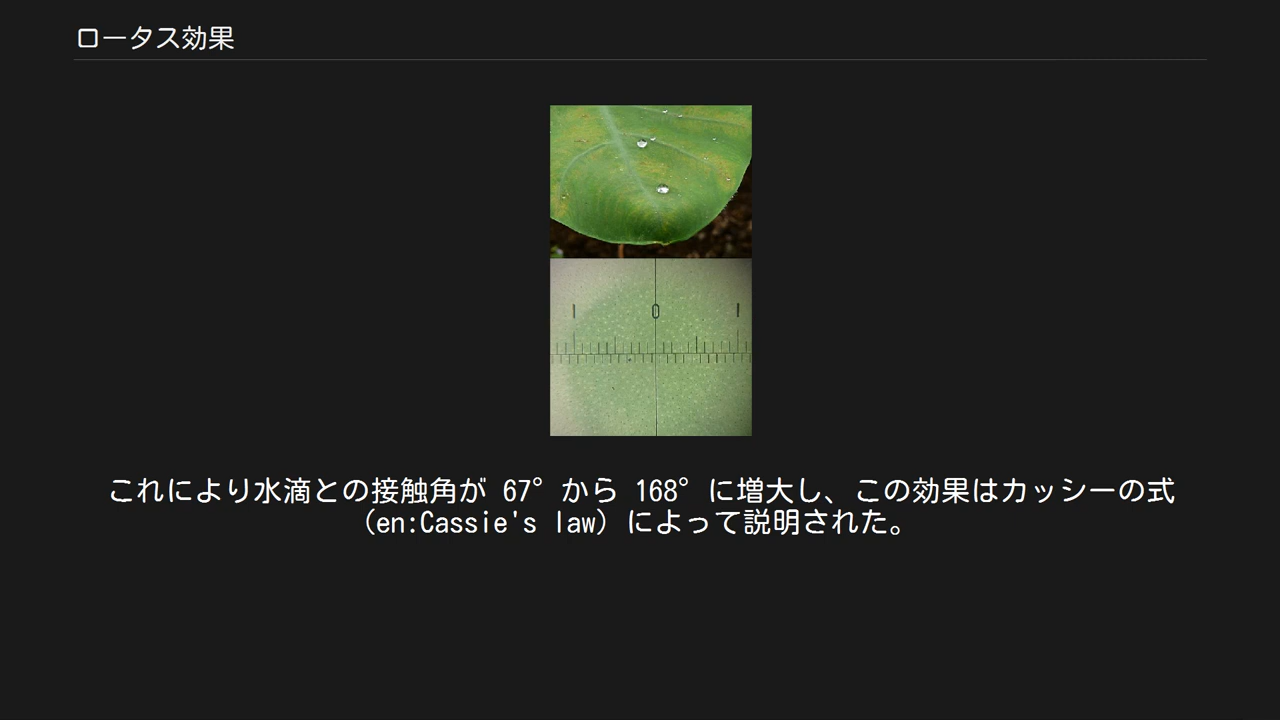 ロータス効果
I 0 I
これにより水滴との接触角が 67° から 168° に増大し、この効果はカッシーの式
(en:Cassie's law) によって説明された。